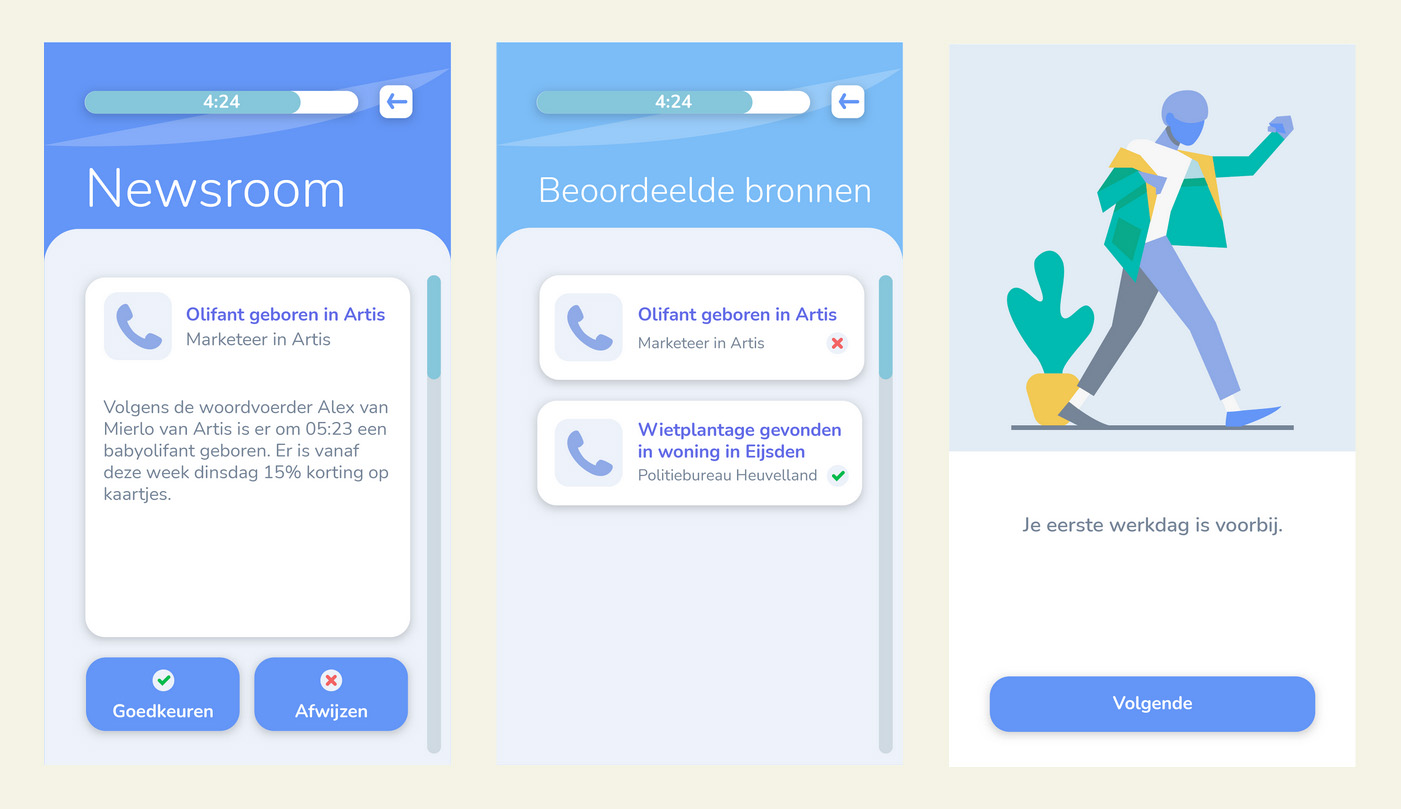 4:24
Newsroom
Olifant geboren in Artis
Marketeer in Artis
Volgens de woordvoerder Alex van
Mierlo van Artis is er om 05:23 een
babyolifant geboren. Er is vanaf
deze week dinsdag 15% korting op
kaartjes.
Goedkeuren
Afwijzen
4:24
Beoordeelde bronnen
Olifant geboren in Artis
Marketeer in Artis
Wietplantage gevonden
in woning in Eijsden
Politiebureau Heuvelland
Je eerste werkdag is voorbij.
Volgende